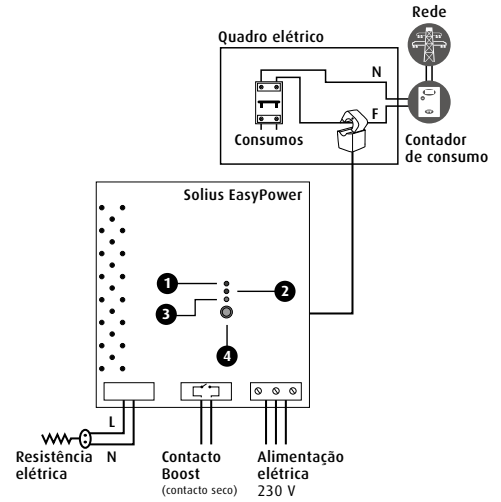 Rede
Quadro elétrico
N
F
Consumos
Contador
de consumo
Solius EasyPower
1
2
3
4
L
N
Resistência
elétrica
Contacto
Boost
(contacto seco)
Alimentação
elétrica
230 V